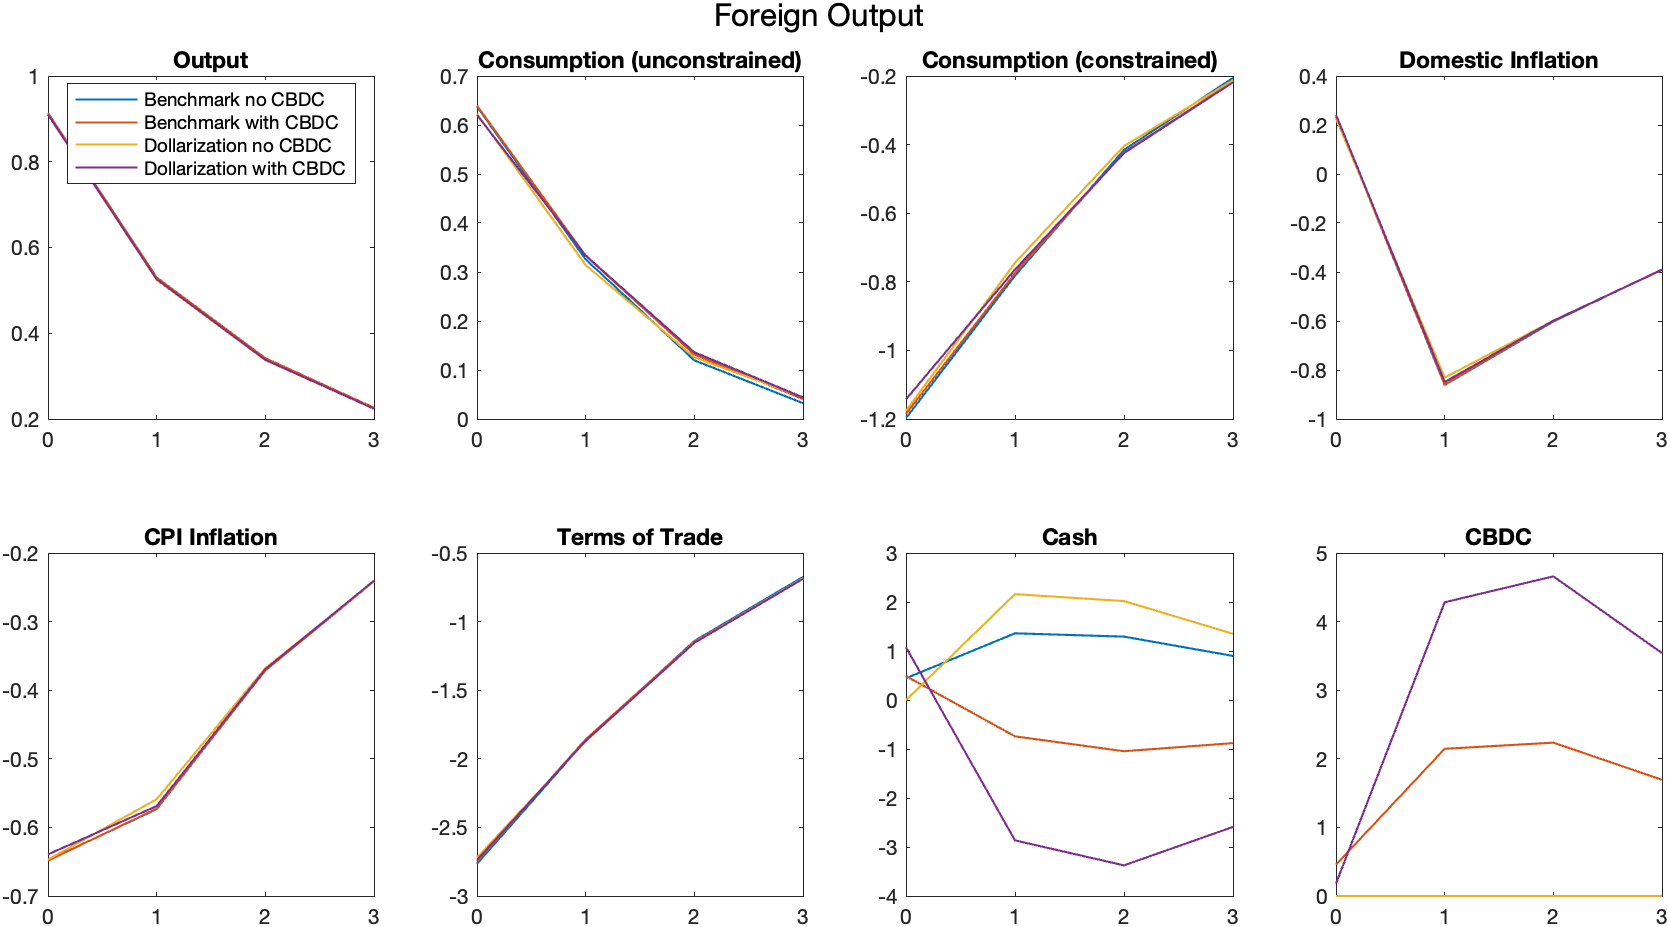 Foreign Output
Output
1
0.8
0.6
0.4
0.2
0 1 2 3
Benchmark no CBDC
Benchmark with CBDC
Dollarization no CBDC
Dollarization with CBDC
Consumption (unconstrained)
0.7
0.6
0.5
0.4
0.3
0.2
0.1
0
0 1 2 3
Consumption (constrained)
-0.2
-0.4
-0.6
-0.8
-1
-1.2
0 1 2 3
Domestic Inflation
0.4
0.2
0
-0.2
-0.4
-0.6
-0.8
-1
0 1 2 3
CPI Inflation
-0.2
-0.3
-0.4
-0.5
-0.6
-0.7
0 1 2 3
Terms of Trade
-0.5
-1
-1.5
-2
-2.5
-3
0 1 2 3
Cash
3
2
1
0
-1
-2
-3
-4
0 1 2 3
CBDC
5
4
3
2
1
0
0 1 2 3